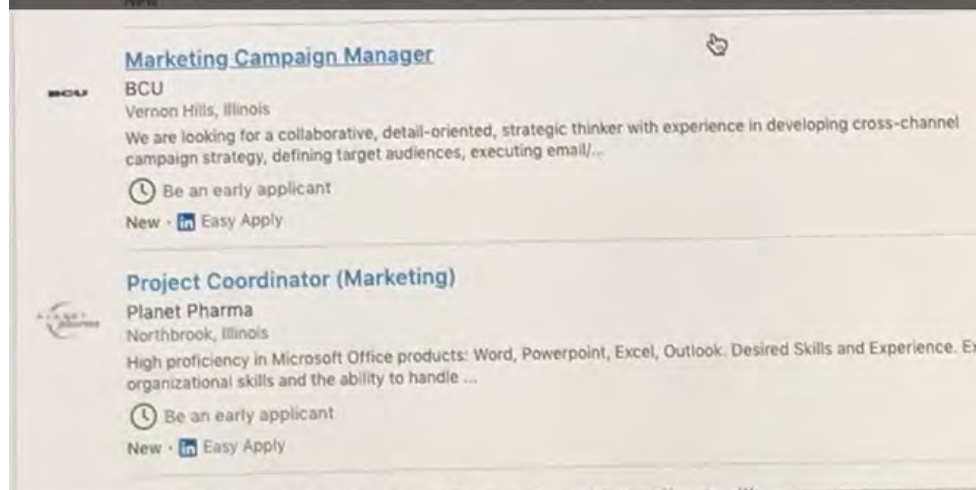 New
Marketing Campaign Manager
BCU
BCU
Vernon Hills, Illinois
We are looking for a collaborative, detail-oriented, strategic thinker with experience in developing cross-channel
campaign strategy, defining target audiences, executing email/...
Be an early applicant
New · in Easy Apply
Project Coordinator (Marketing)
Planet Pharma
pharma
Northbrook, Illinois
High proficiency in Microsoft Office products: Word, Powerpoint, Excel, Outlook. Desired Skills and Experience. Ex
organizational skills and the ability to handle ...
Be an early applicant
New · in Easy Apply